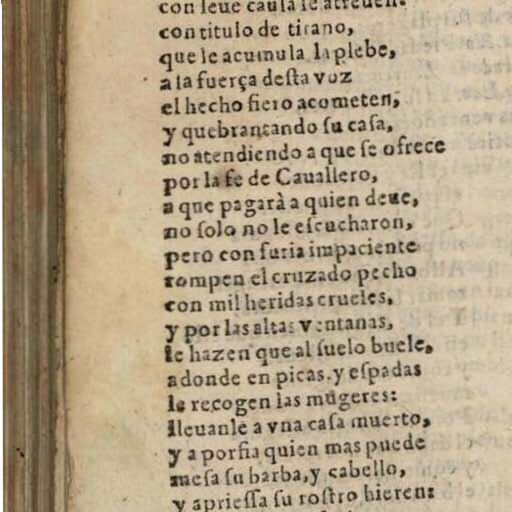 con leue causa se atreuen.
con titulo de tirano,
que le acumula la plebe,
a la fuerça desta voz
el hecho fiero acometen,
y quebrantando su casa,
no atendiendo a que se ofrece
por la fe de Cauallero,
a que pagarà a quien deue,
no solo no le escucharon,
pero con furia impaciente
rompen el cruzado pecho
con mil heridas crueles,
y por las altas ventanas,
le hazen que al suelo buele,
adonde en picas, y espadas
le recogen las mugeres:
lleuanle a vna casa muerto,
y a porfia quien mas puede
mesa su barba, y cabello,
y apriessa su rostro hieren: